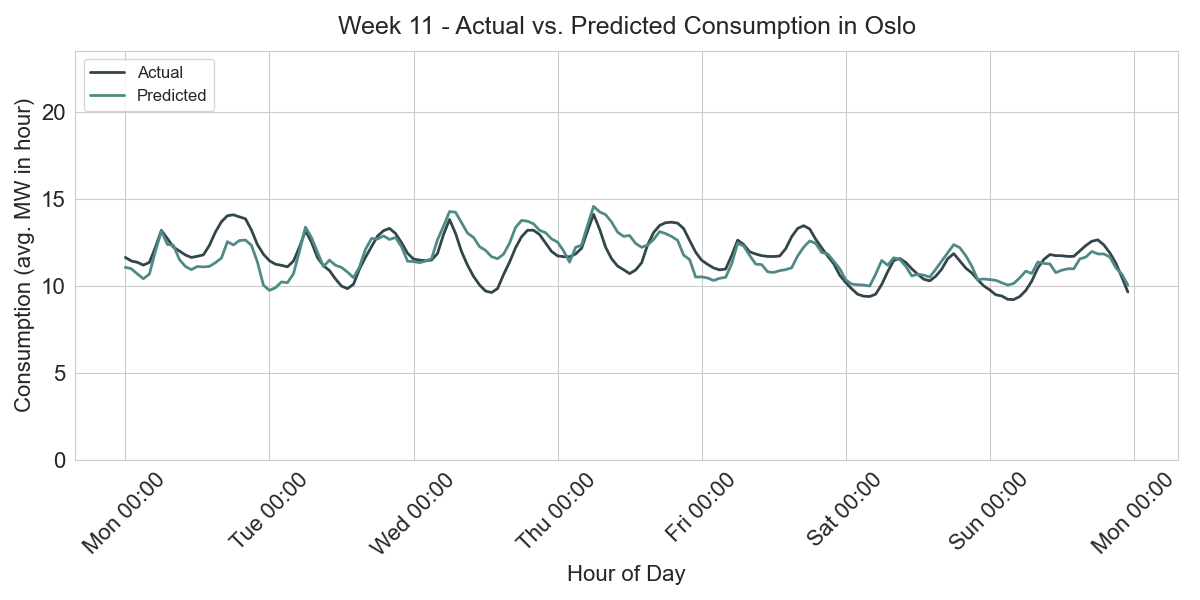 Week 11 - Actual vs. Predicted Consumption in Oslo
Actual
Predicted
Consumption (avg. MW in hour)
20
15
10
5
0
Mon 00:00
Tue 00:00
Wed 00:00
Thu 00:00
Fri 00:00
Sat 00:00
Sun 00:00
Mon 00:00
Hour of Day